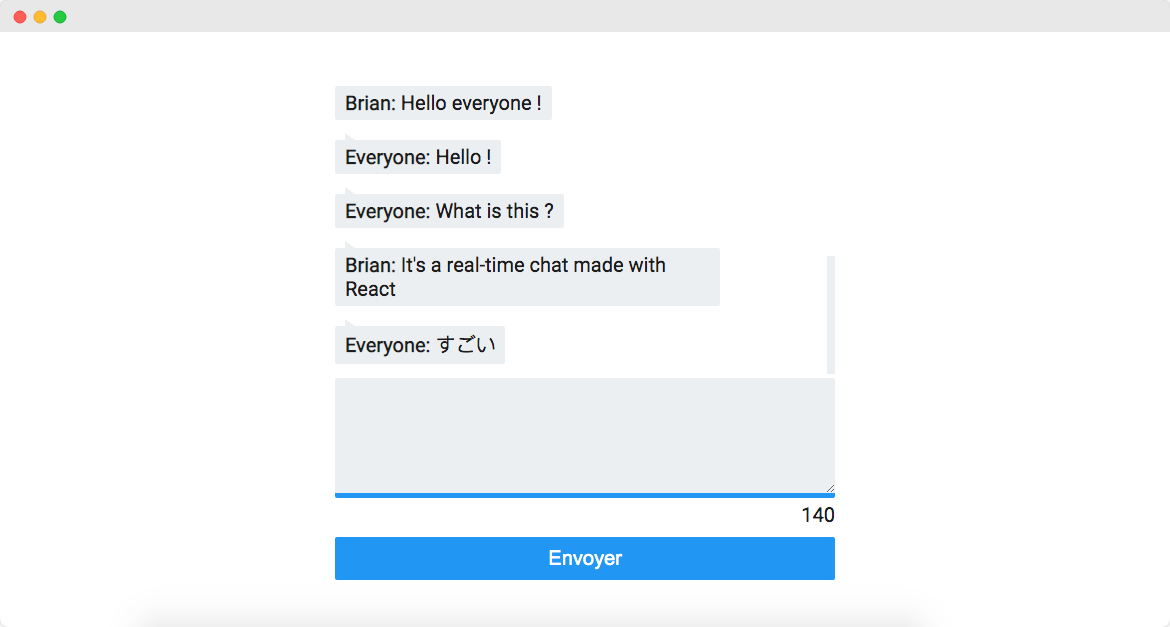 Brian: Hello everyone !
Everyone: Hello !
Everyone: What is this ?
Brian: It's a real-time chat made with
React
Everyone: すごい
140
Envoyer